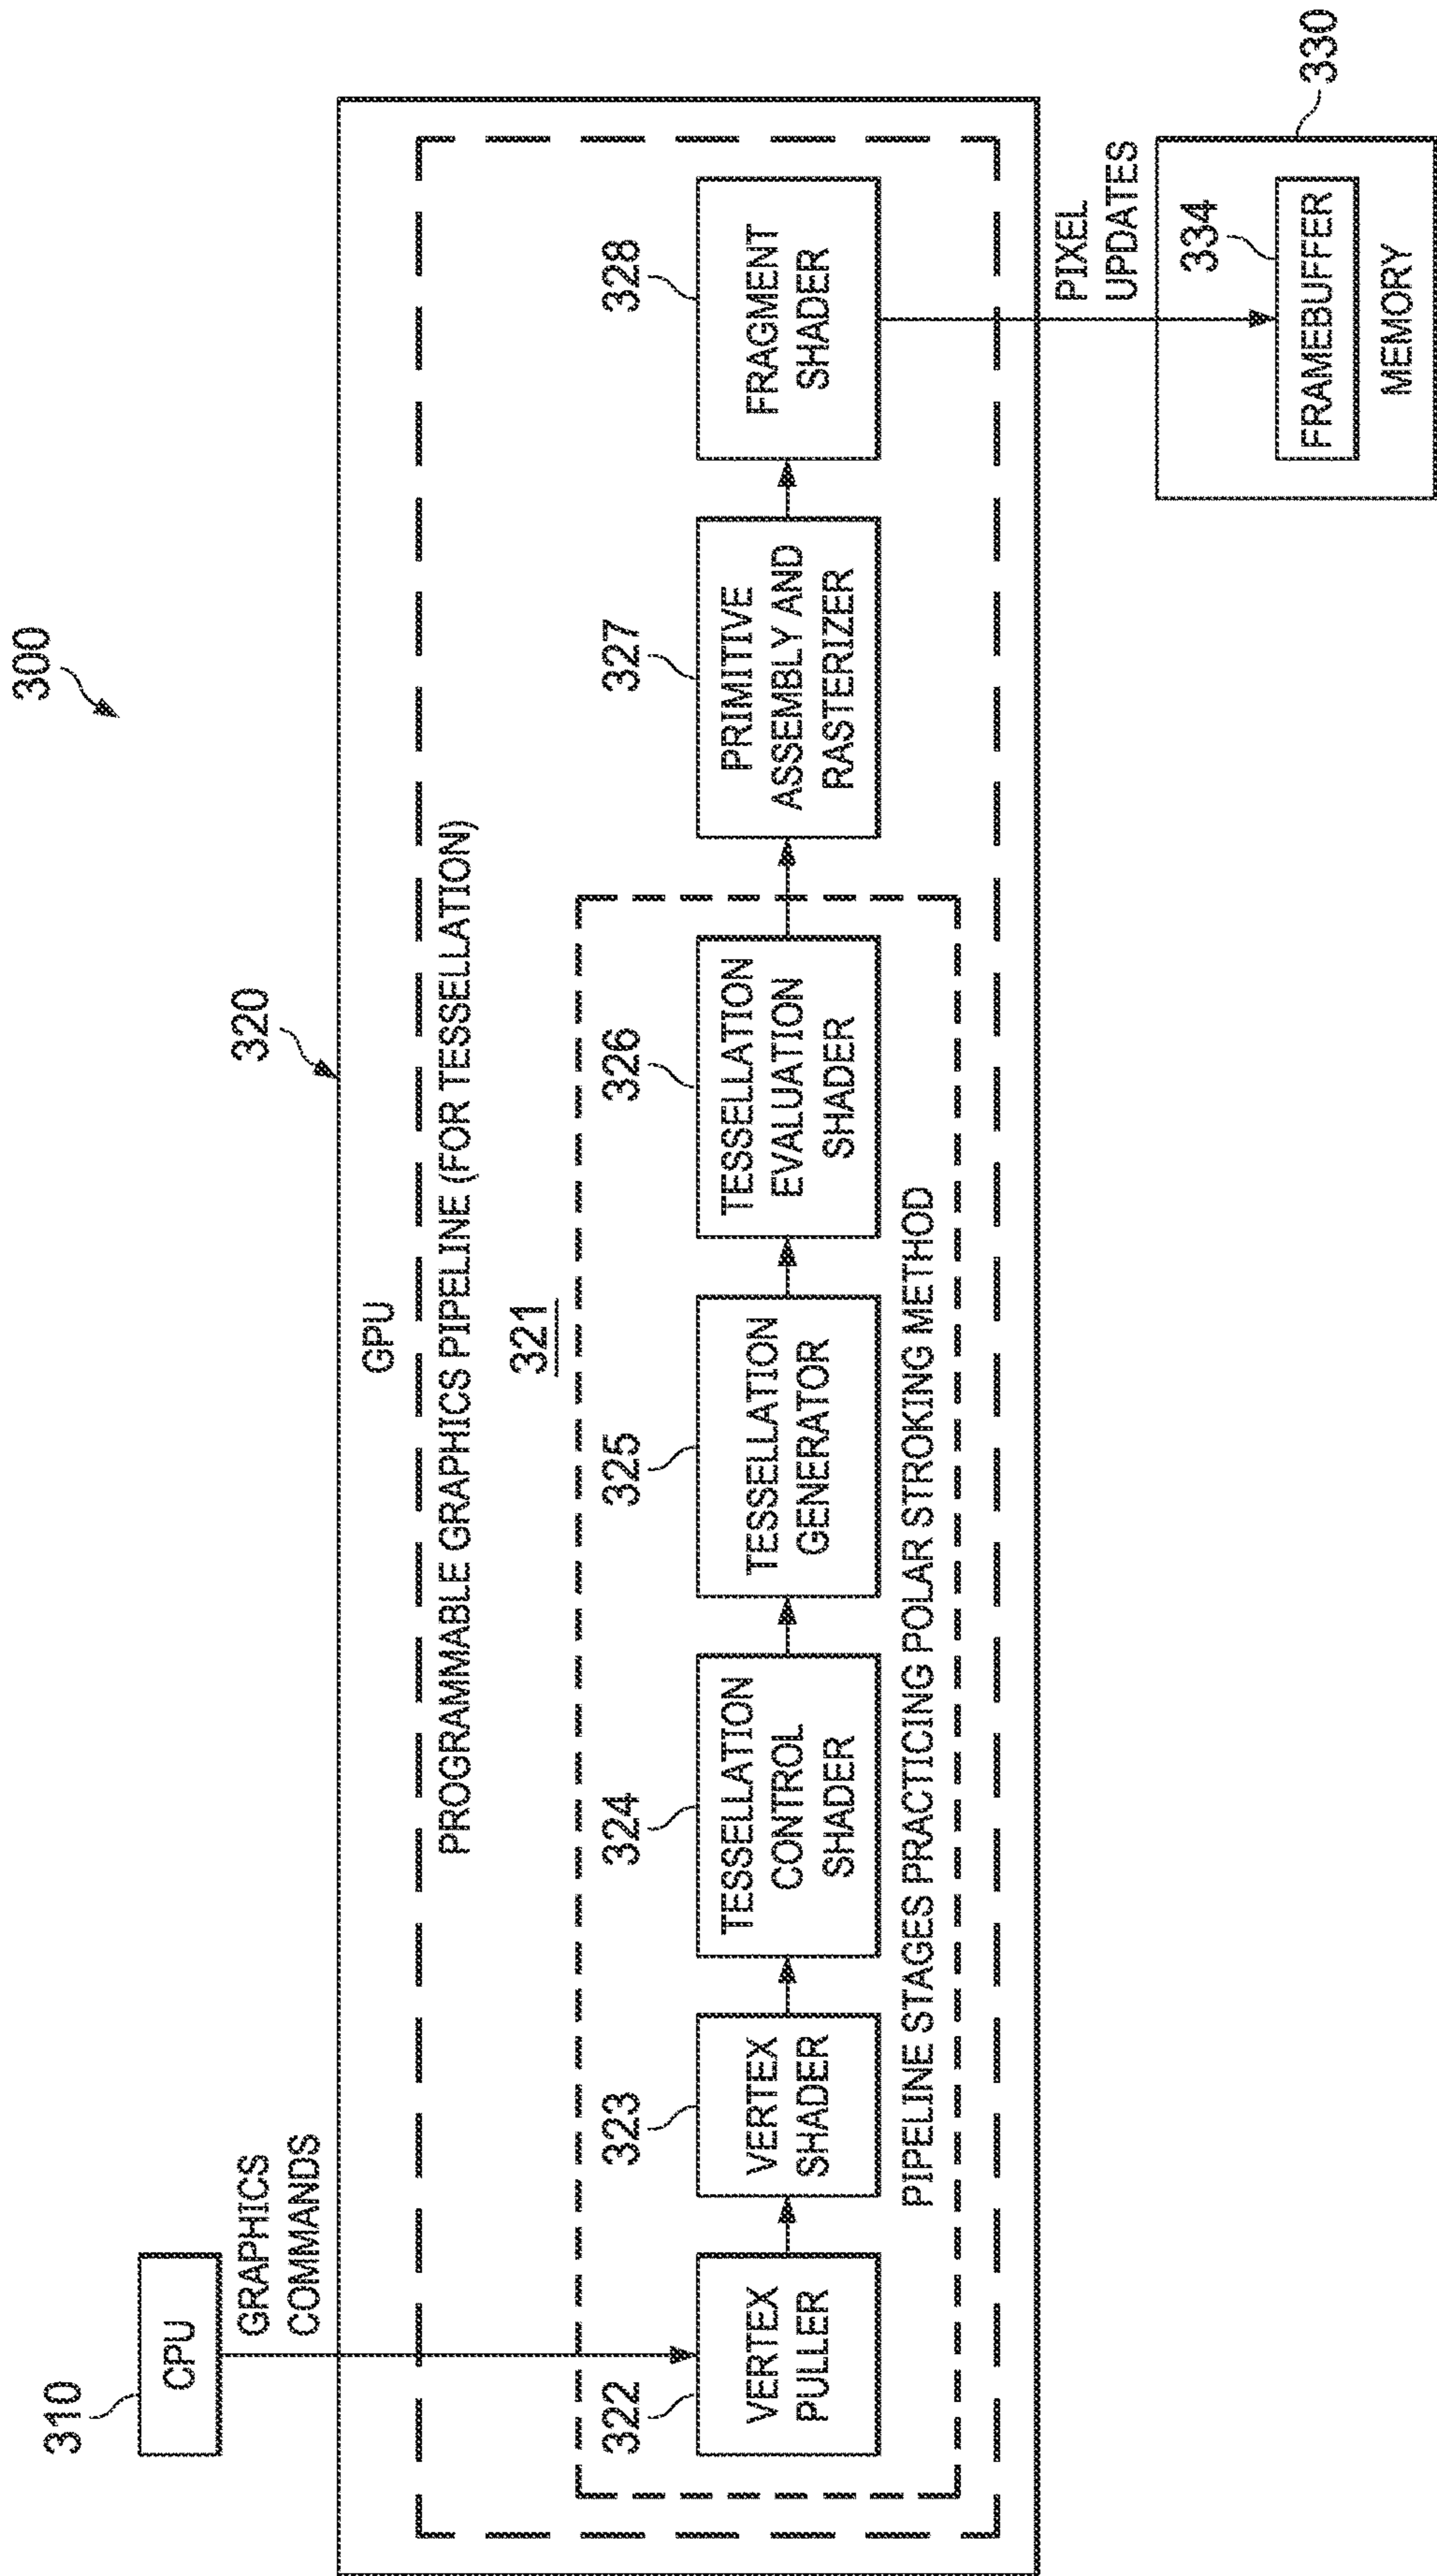 300
310
CPU
GRAPHICS
COMMANDS
320
GPU
PROGRAMMABLE GRAPHICS PIPELINE (FOR TESSELLATION)
321
322
VERTEX
PULLER
323
VERTEX
SHADER
324
TESSELLATION
CONTROL
SHADER
325
TESSELLATION
GENERATOR
326
TESSELLATION
EVALUATION
SHADER
327
PRIMITIVE
ASSEMBLY AND
RASTERIZER
328
FRAGMENT
SHADER
PIPELINE STAGES PRACTICING POLAR STROKING METHOD
PIXEL
UPDATES
330
334
FRAMEBUFFER
MEMORY